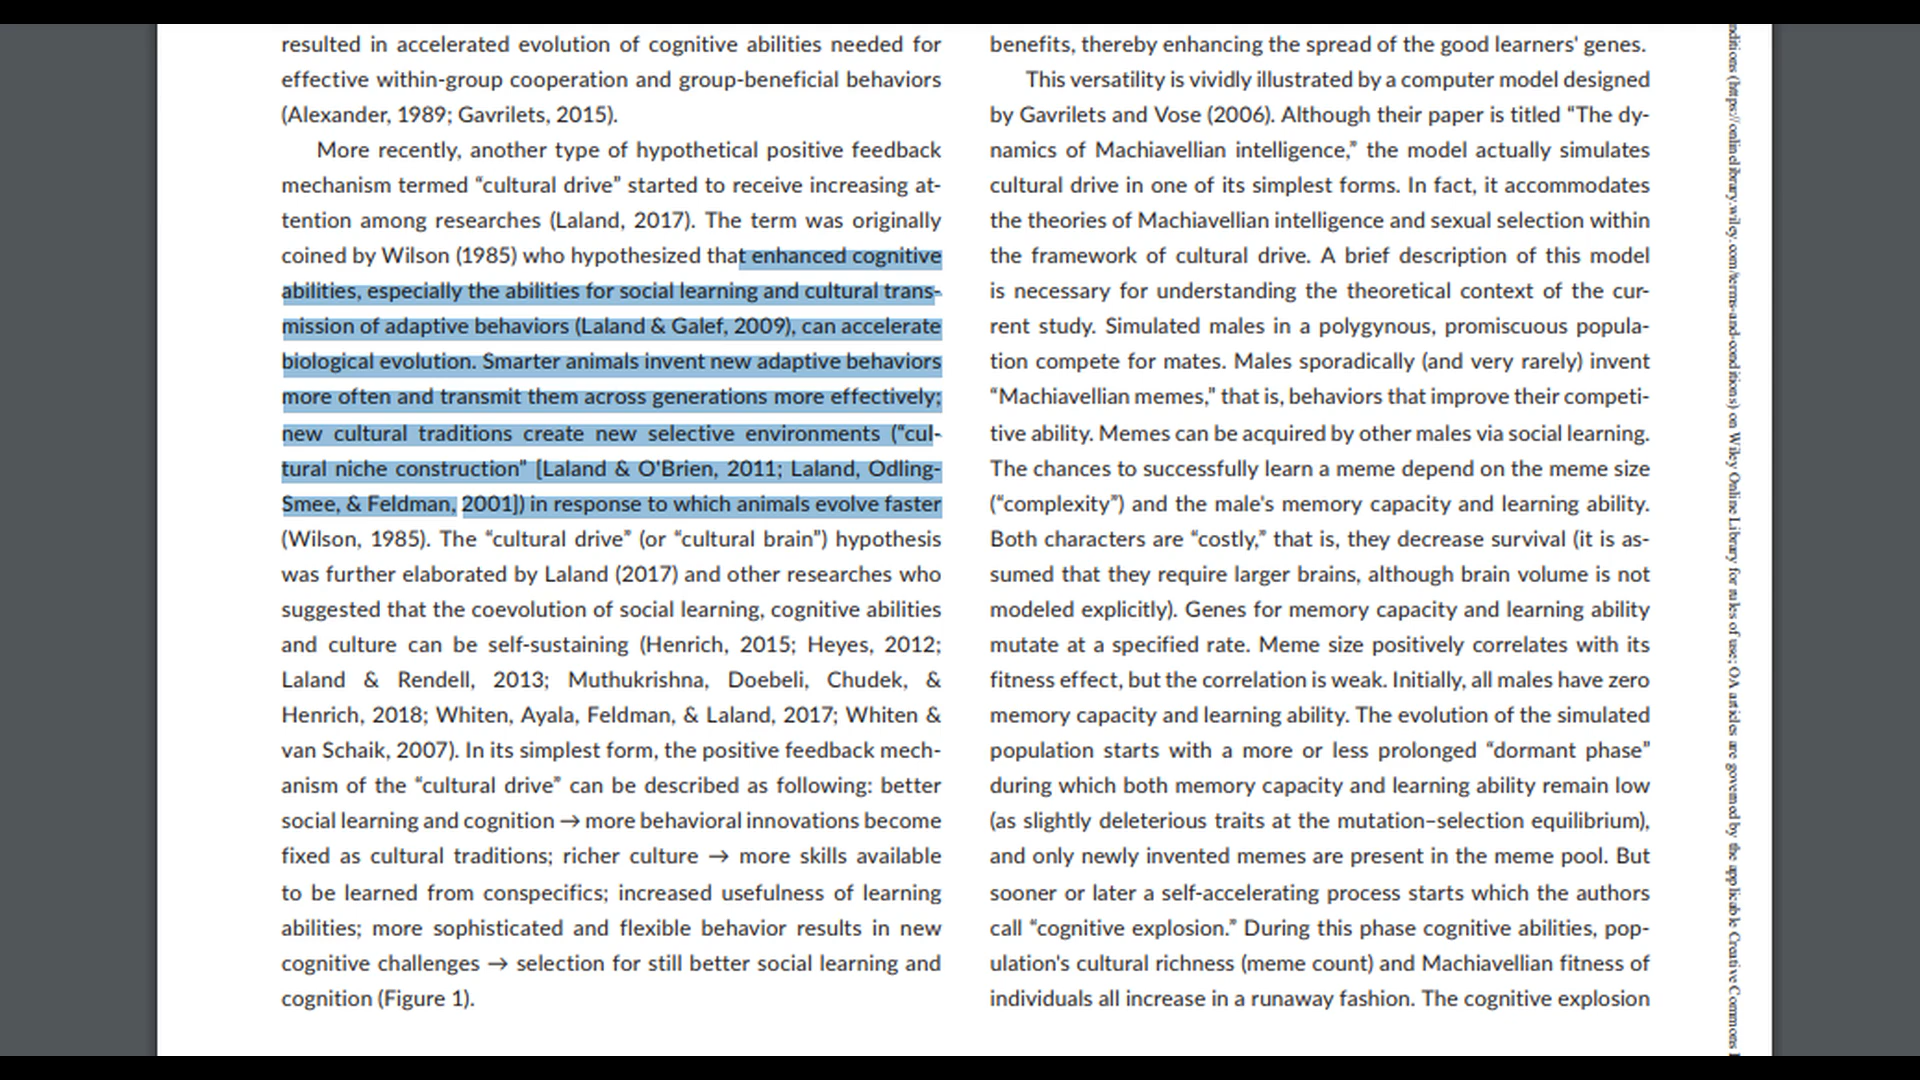 resulted in accelerated evolution of cognitive abilities needed for
effective within-group cooperation and group-beneficial behaviors
(Alexander, 1989; Gavrilets, 2015).
More recently, another type of hypothetical positive feedback
mechanism termed “cultural drive” started to receive increasing at-
tention among researches (Laland, 2017). The term was originally
coined by Wilson (1985) who hypothesized that enhanced cognitive
abilities, especially the abilities for social learning and cultural trans-
mission of adaptive behaviors (Laland & Galef, 2009), can accelerate
biological evolution. Smarter animals invent new adaptive behaviors
more often and transmit them across generations more effectively;
new cultural traditions create new selective environments (“cul-
tural niche construction” [Laland & O'Brien, 2011; Laland, Odling-
Smee, & Feldman, 2001]) in response to which animals evolve faster
(Wilson, 1985). The “cultural drive” (or “cultural brain”) hypothesis
was further elaborated by Laland (2017) and other researches who
suggested that the coevolution of social learning, cognitive abilities
and culture can be self-sustaining (Henrich, 2015; Heyes, 2012;
Laland & Rendell, 2013; Muthukrishna, Doebeli, Chudek, &
Henrich, 2018; Whiten, Ayala, Feldman, & Laland, 2017; Whiten &
van Schaik, 2007). In its simplest form, the positive feedback mech-
anism of the “cultural drive” can be described as following: better
social learning and cognition → more behavioral innovations become
fixed as cultural traditions; richer culture → more skills available
to be learned from conspecifics; increased usefulness of learning
abilities; more sophisticated and flexible behavior results in new
cognitive challenges → selection for still better social learning and
cognition (Figure 1).
benefits, thereby enhancing the spread of the good learners' genes.
This versatility is vividly illustrated by a computer model designed
by Gavrilets and Vose (2006). Although their paper is titled “The dy-
namics of Machiavellian intelligence,” the model actually simulates
cultural drive in one of its simplest forms. In fact, it accommodates
the theories of Machiavellian intelligence and sexual selection within
the framework of cultural drive. A brief description of this model
is necessary for understanding the theoretical context of the cur-
rent study. Simulated males in a polygynous, promiscuous popula-
tion compete for mates. Males sporadically (and very rarely) invent
“Machiavellian memes,” that is, behaviors that improve their competi-
tive ability. Memes can be acquired by other males via social learning.
The chances to successfully learn a meme depend on the meme size
(“complexity”) and the male's memory capacity and learning ability.
Both characters are “costly,” that is, they decrease survival (it is as-
sumed that they require larger brains, although brain volume is not
modeled explicitly). Genes for memory capacity and learning ability
mutate at a specified rate. Meme size positively correlates with its
fitness effect, but the correlation is weak. Initially, all males have zero
memory capacity and learning ability. The evolution of the simulated
population starts with a more or less prolonged “dormant phase”
during which both memory capacity and learning ability remain low
(as slightly deleterious traits at the mutation–selection equilibrium),
and only newly invented memes are present in the meme pool. But
sooner or later a self-accelerating process starts which the authors
call “cognitive explosion.” During this phase cognitive abilities, pop-
ulation's cultural richness (meme count) and Machiavellian fitness of
individuals all increase in a runaway fashion. The cognitive explosion
nditions (https://onlinelibrary.wiley.com/terms-and-conditions) on Wiley Online Library for rules of use; OA articles are governed by the applicable Creative Commons